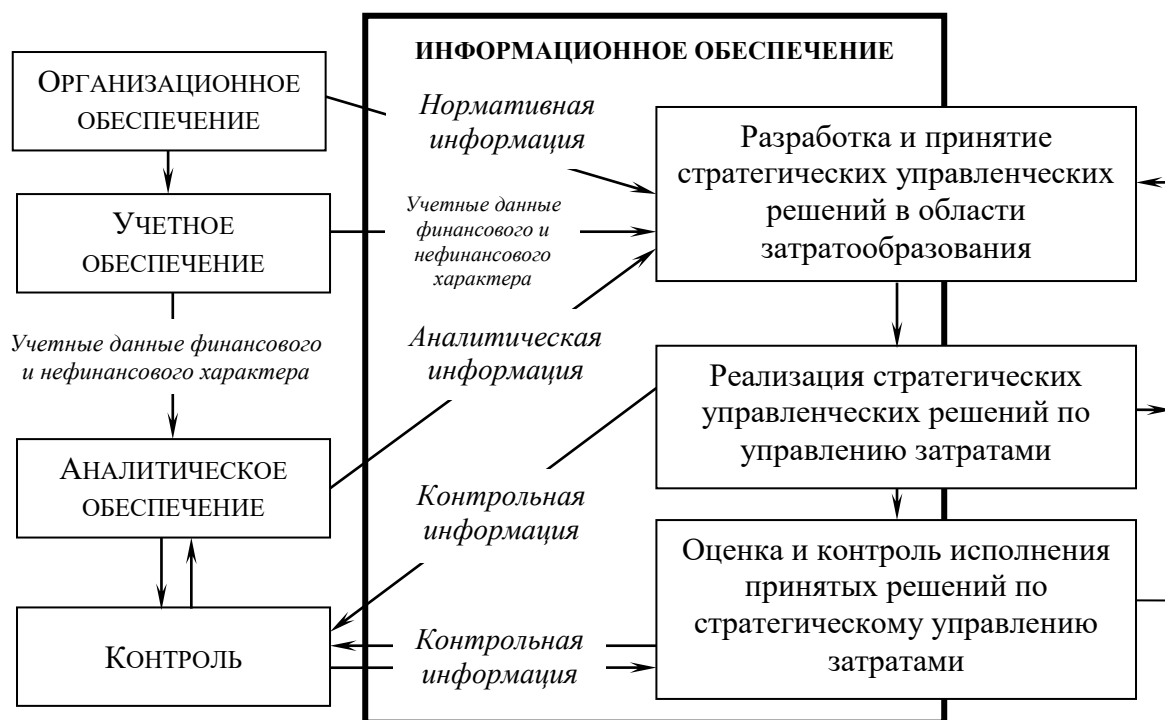 ИНФОРМАЦИОННОЕ ОБЕСПЕЧЕНИЕ
ОРГАНИЗАЦИОННОЕ
ОБЕСПЕЧЕНИЕ
УЧЕТНОЕ
ОБЕСПЕЧЕНИЕ
Учетные данные финансового
и нефинансового характера
АНАЛИТИЧЕСКОЕ
ОБЕСПЕЧЕНИЕ
КОНТРОЛЬ
Нормативная
информация
Учетные данные
финансового и
нефинансового
характера
Аналитическая
информация
Контрольная
информация
Контрольная
информация
Разработка и принятие
стратегических управленческих
решений в области
затратообразования
Реализация стратегических
управленческих решений по
управлению затратами
Оценка и контроль исполнения
принятых решений по
стратегическому управлению
затратами